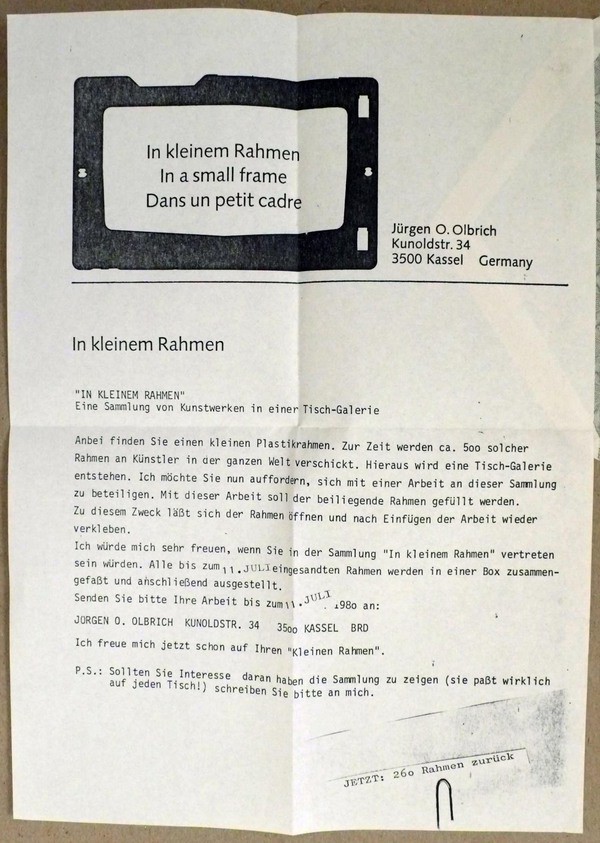 In kleinem Rahmen
In a small frame
Dans un petit cadre
Jürgen O. Olbrich
Kunoldstr. 34
3500 Kassel Germany
In kleinem Rahmen
"IN KLEINEM RAHMEN"
Eine Sammlung von Kunstwerken in einer Tisch-Galerie
Anbei finden Sie einen kleinen Plastikrahmen. Zur Zeit werden ca. 5oo solcher
Rahmen an Künstler in der ganzen Welt verschickt. Hieraus wird eine Tisch-Galerie
entstehen. Ich möchte Sie nun auffordern, sich mit einer Arbeit an dieser Sammlung
zu beteiligen. Mit dieser Arbeit soll der beiliegende Rahmen gefüllt werden.
Zu diesem Zweck läßt sich der Rahmen öffnen und nach Einfügen der Arbeit wieder
verkleben.
Ich würde mich sehr freuen, wenn Sie in der Sammlung "In kleinem Rahmen" vertreten
sein würden. Alle bis zum 11. JULI eingesandten Rahmen werden in einer Box zusammen-
gefaßt und anschließend ausgestellt.
Senden Sie bitte Ihre Arbeit bis zum 11. JULI 198o an:
JÜRGEN O. OLBRICH KUNOLDSTR. 34 35oo KASSEL BRD
Ich freue mich jetzt schon auf Ihren "Kleinen Rahmen".
P.S.: Sollten Sie Interesse daran haben die Sammlung zu zeigen (sie paßt wirklich
auf jeden Tisch!) schreiben Sie bitte an mich.
JETZT: 26o Rahmen zurück